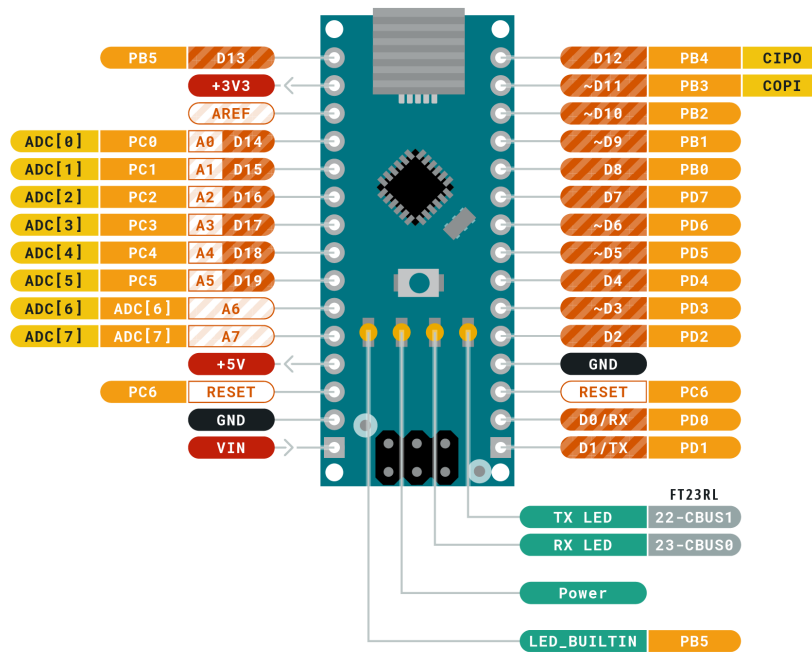 PB5 D13 D12 PB4 CIPO
+3V3 ~D11 PB3 COPI
AREF ~D10 PB2
ADC[0] PC0 A0 D14 ~D9 PB1
ADC[1] PC1 A1 D15 D8 PB0
ADC[2] PC2 A2 D16 D7 PD7
ADC[3] PC3 A3 D17 ~D6 PD6
ADC[4] PC4 A4 D18 ~D5 PD5
ADC[5] PC5 A5 D19 D4 PD4
ADC[6] ADC[6] A6 ~D3 PD3
ADC[7] ADC[7] A7 D2 PD2
+5V GND
PC6 RESET RESET PC6
GND D0/RX PD0
VIN D1/TX PD1
FT23RL
TX LED 22-CBUS1
RX LED 23-CBUS0
Power
LED_BUILTIN PB5